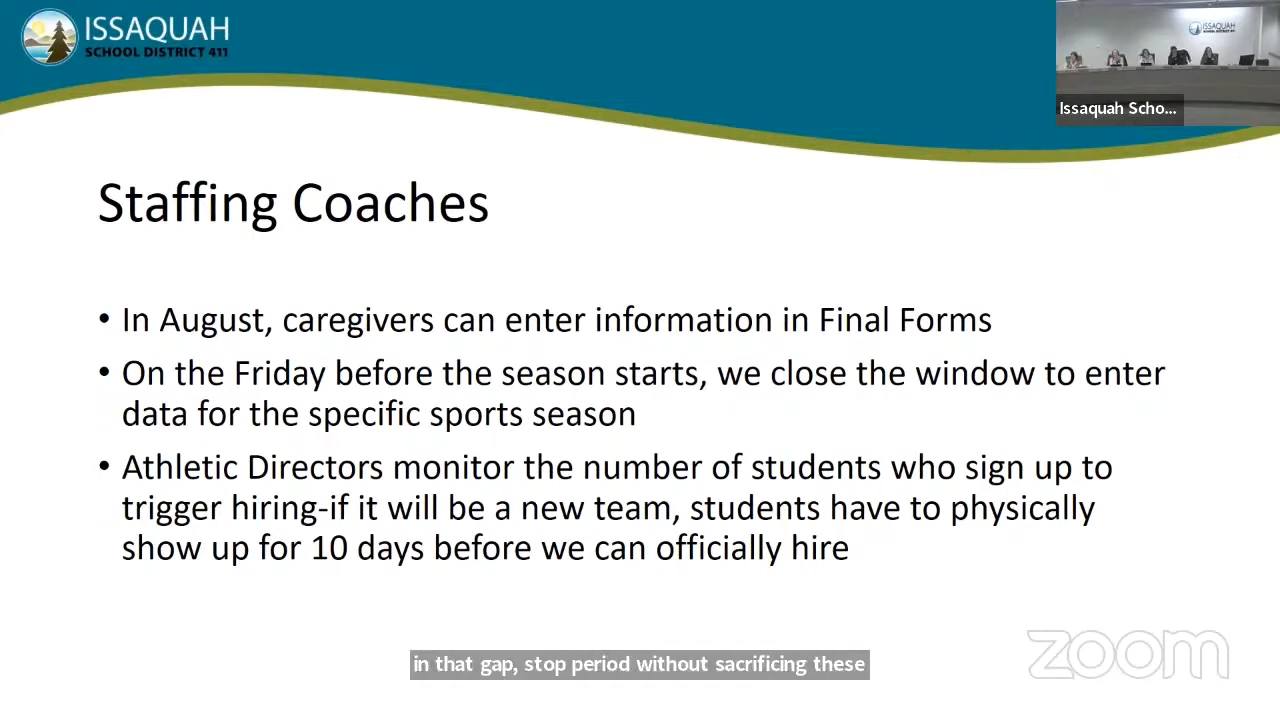 ISSAQUAH
SCHOOL DISTRICT 411
ISSAQUAH
Issaquah Scho...
Staffing Coaches
• In August, caregivers can enter information in Final Forms
• On the Friday before the season starts, we close the window to enter
data for the specific sports season
• Athletic Directors monitor the number of students who sign up to
trigger hiring-if it will be a new team, students have to physically
show up for 10 days before we can officially hire
in that gap, stop period without sacrificing these
zoom